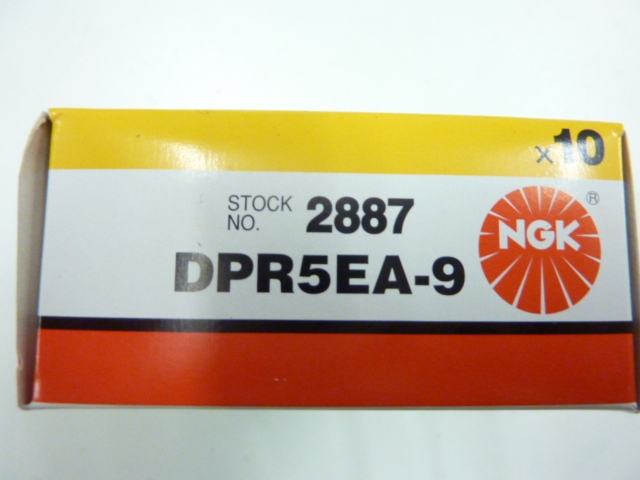 x10
STOCK
NO. 2887
DPR5EA-9
NGK
®